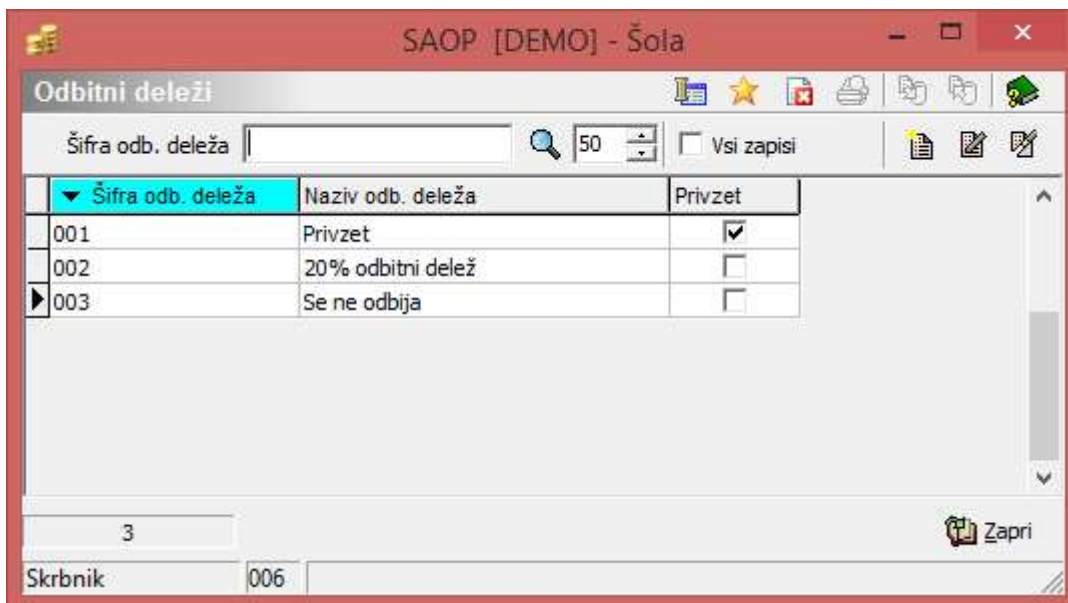 SAOP [DEMO] - Šola
Odbitni deleži
Šifra odb. deleža 50 Vsi zapisi
Šifra odb. deleža Naziv odb. deleža Privzet
001 Privzet
002 20% odbitni delež
003 Se ne odbija
3 Zapri
Skrbnik 006